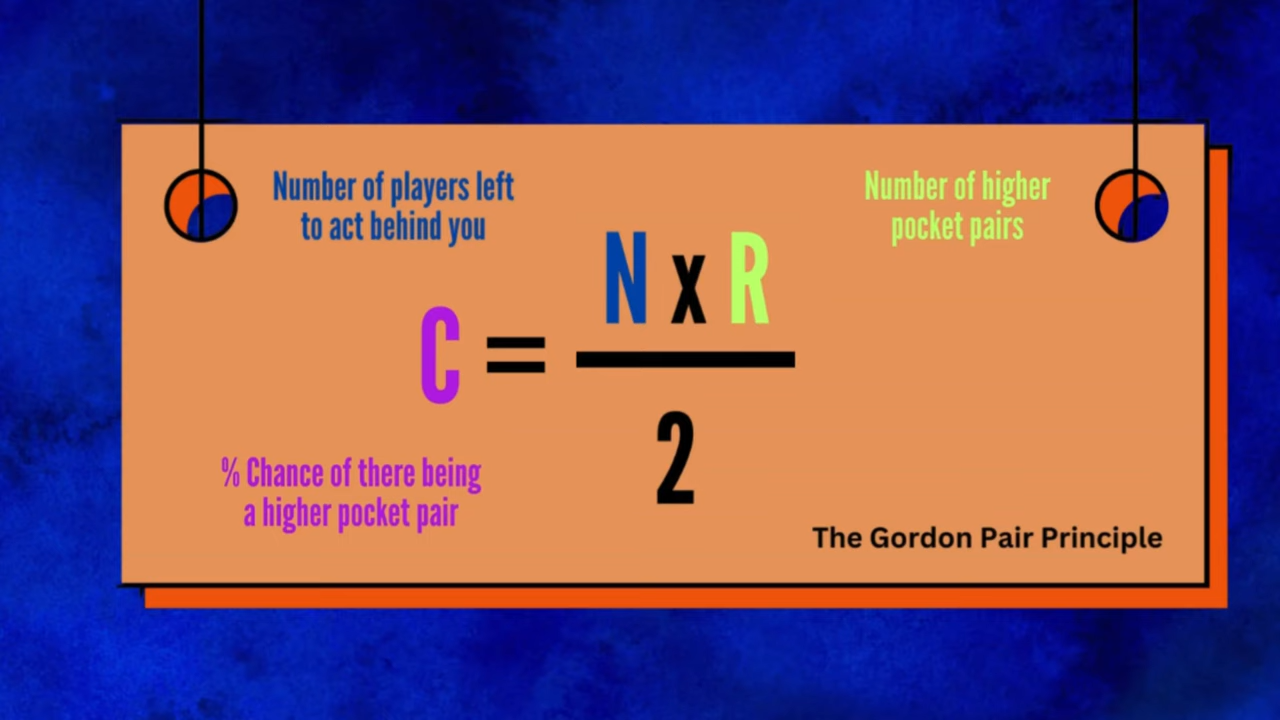 Number of players left
to act behind you
Number of higher
pocket pairs
N x R
C =
2
% Chance of there being
a higher pocket pair
The Gordon Pair Principle